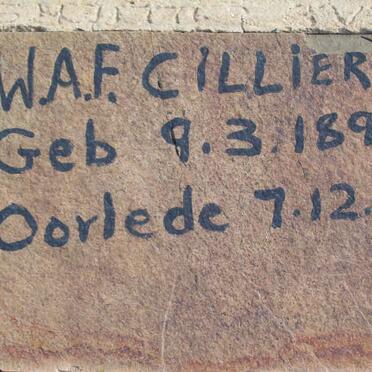 W.A.F. CILLIER
Geb 9.3.189
Oorlede 7.12.